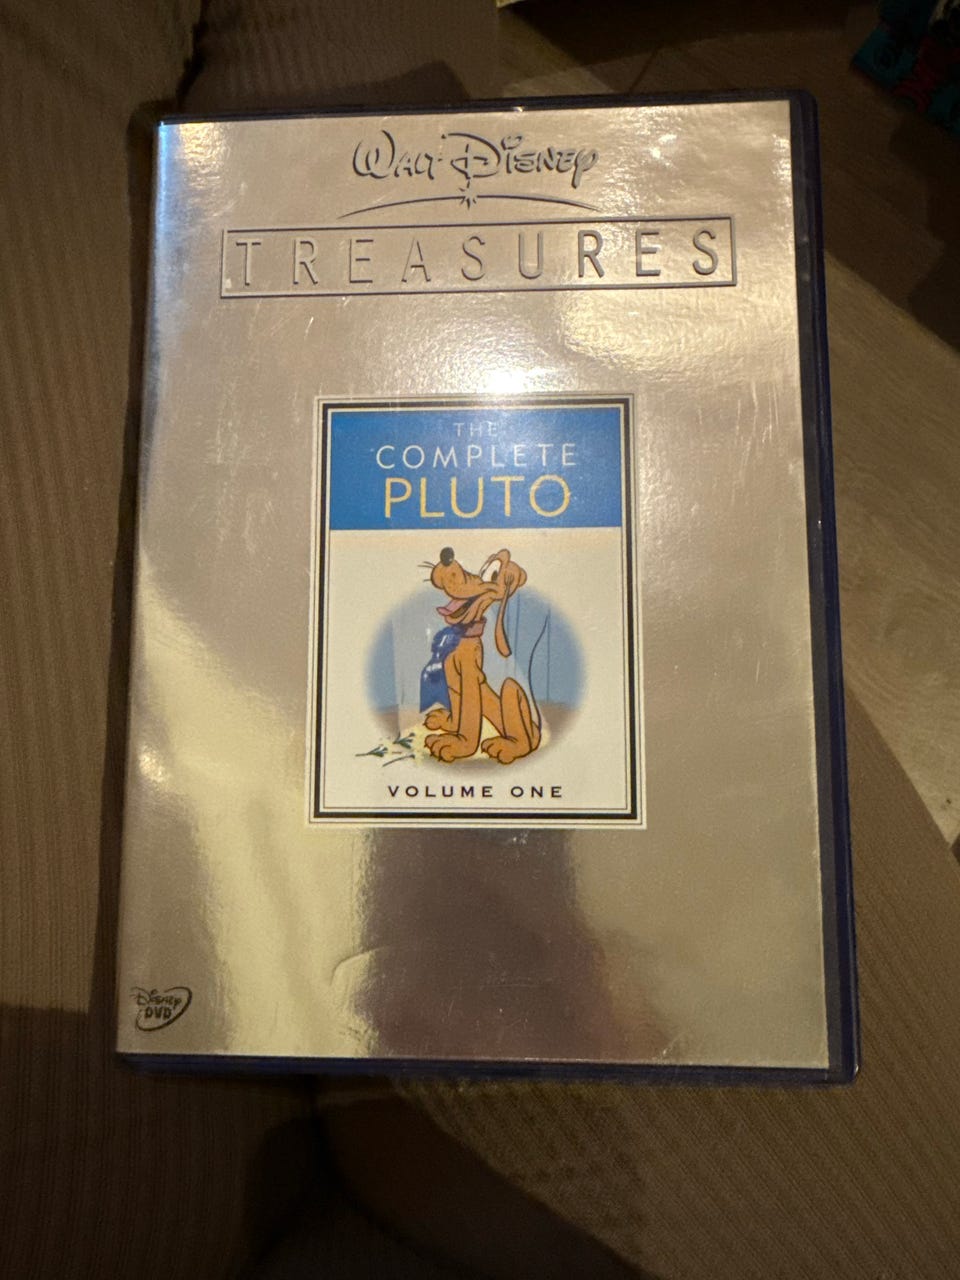 WALT DISNEY
TREASURES
THE
COMPLETE
PLUTO
VOLUME ONE
DISNEY
DVD